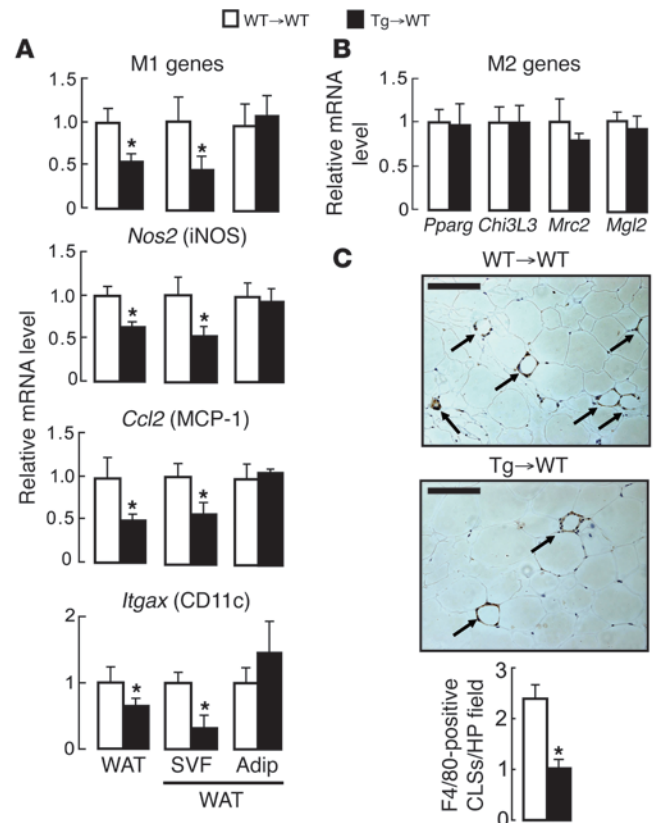 WT→WT
Tg→WT
A
M1 genes
1.5
1.0
0.5
0
*
*
Nos2 (iNOS)
1.5
1.0
0.5
0
*
*
Ccl2 (MCP-1)
1.5
1.0
0.5
0
*
*
Itgax (CD11c)
2
1
0
*
*
Relative mRNA level
WAT
SVF
Adip
WAT
B
M2 genes
Relative mRNA
level
1.5
1.0
0.5
0
Pparg
Chi3L3
Mrc2
Mgl2
C
WT→WT
Tg→WT
F4/80-positive
CLSs/HP field
3
2
1
0
*